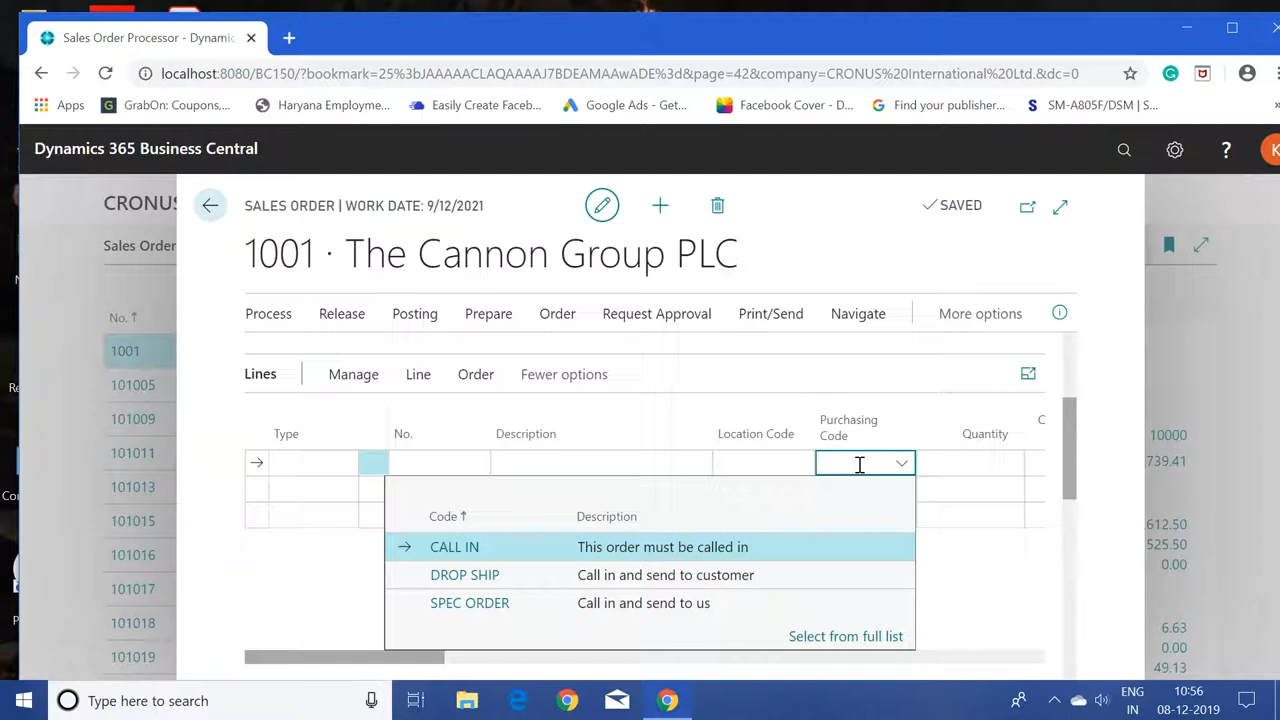 Sales Order Processor - Dynamic
localhost:8080/BC150/?bookmark=25%3bJAAAAACLAQAAAAJ7BDEAMAAwADE%3d&page=42&company=CRONUS%20International%20Ltd.&dc=0
Apps
GrabOn: Coupons,...
Haryana Employme...
Easily Create Faceb...
Google Ads - Get...
Facebook Cover - D...
Find your publisher...
SM-A805F/DSM | S...
Dynamics 365 Business Central
K
CRONUS
SALES ORDER | WORK DATE: 9/12/2021
SAVED
Sales Order
1001 · The Cannon Group PLC
Process
Release
Posting
Prepare
Order
Request Approval
Print/Send
Navigate
More options
No. ↑
1001
101005
101009
101011
101013
101015
101016
101017
101018
101019
Lines
Manage
Line
Order
Fewer options
Type
No.
Description
Location Code
Purchasing
Code
Quantity
Code ↑
Description
CALL IN
This order must be called in
DROP SHIP
Call in and send to customer
SPEC ORDER
Call in and send to us
Select from full list
10000
739.41
612.50
525.50
0.00
6.63
0.00
49.13
Type here to search
ENG
IN
10:56
08-12-2019